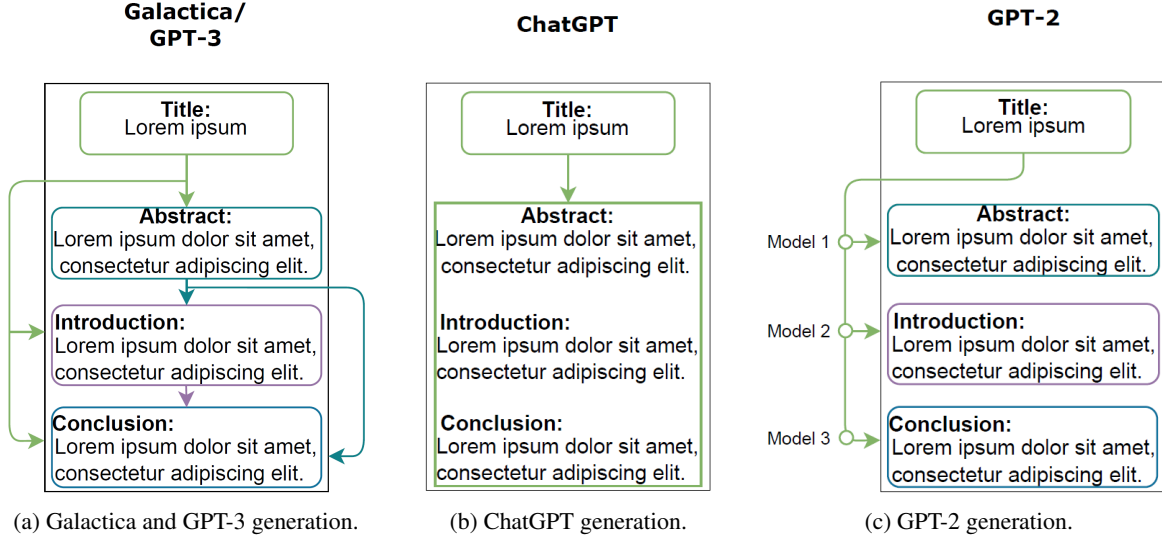 Galactica/
GPT-3
Title:
Lorem ipsum
Abstract:
Lorem ipsum dolor sit amet,
consectetur adipiscing elit.
Introduction:
Lorem ipsum dolor sit amet,
consectetur adipiscing elit.
Conclusion:
Lorem ipsum dolor sit amet,
consectetur adipiscing elit.
(a) Galactica and GPT-3 generation.
ChatGPT
Title:
Lorem ipsum
Abstract:
Lorem ipsum dolor sit amet,
consectetur adipiscing elit.
Introduction:
Lorem ipsum dolor sit amet,
consectetur adipiscing elit.
Conclusion:
Lorem ipsum dolor sit amet,
consectetur adipiscing elit.
(b) ChatGPT generation.
GPT-2
Title:
Lorem ipsum
Model 1
Abstract:
Lorem ipsum dolor sit amet,
consectetur adipiscing elit.
Model 2
Introduction:
Lorem ipsum dolor sit amet,
consectetur adipiscing elit.
Model 3
Conclusion:
Lorem ipsum dolor sit amet,
consectetur adipiscing elit.
(c) GPT-2 generation.